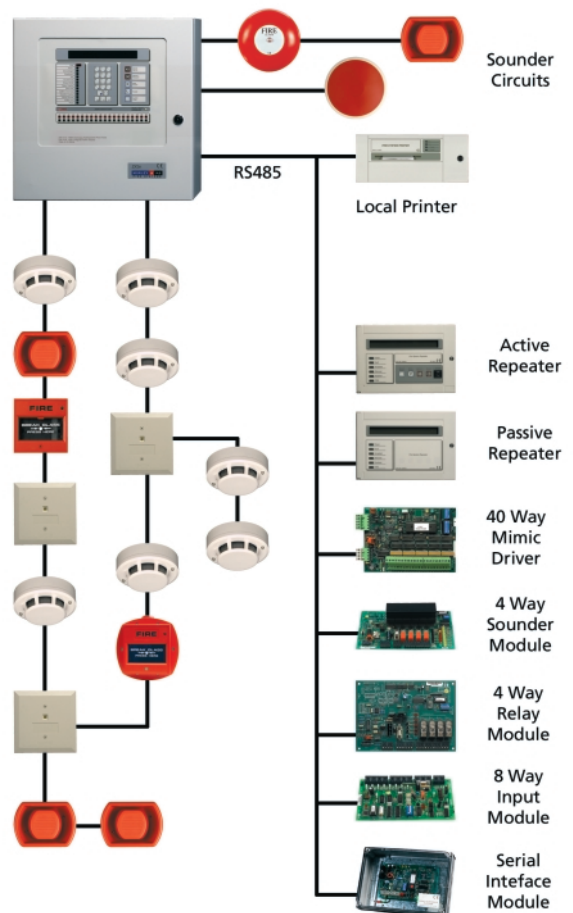 FIRE
Sounder
Circuits
RS485
Local Printer
FIRE
Active
Repeater
Passive
Repeater
40 Way
Mimic
Driver
4 Way
Sounder
Module
FIRE
4 Way
Relay
Module
8 Way
Input
Module
Serial
Inteface
Module